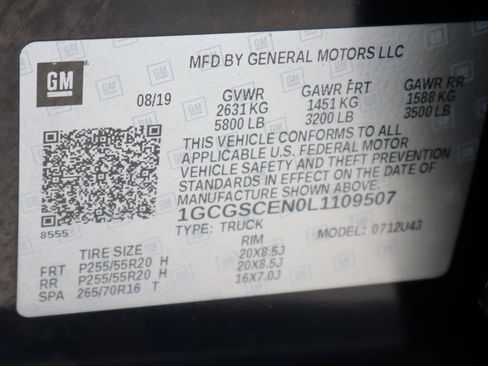 GM
MFD BY GENERAL MOTORS LLC
08/19 GVWR GAWR FRT GAWR RR
2631 KG 1451 KG 1588 KG
5800 LB 3200 LB 3500 LB
THIS VEHICLE CONFORMS TO ALL
APPLICABLE U.S. FEDERAL MOTOR
VEHICLE SAFETY AND THEFT PREVENTION
STANDARDS IN EFFECT ON THE DATE OF
MANUFACTURE SHOWN ABOVE.
1GCGSCEN0L1109507
8555
TYPE: TRUCK MODEL: 0712U43
TIRE SIZE RIM
FRT P255/55R20 H 20X8.5J
RR P255/55R20 H 20X8.5J
SPA 265/70R16 T 16X7.0J